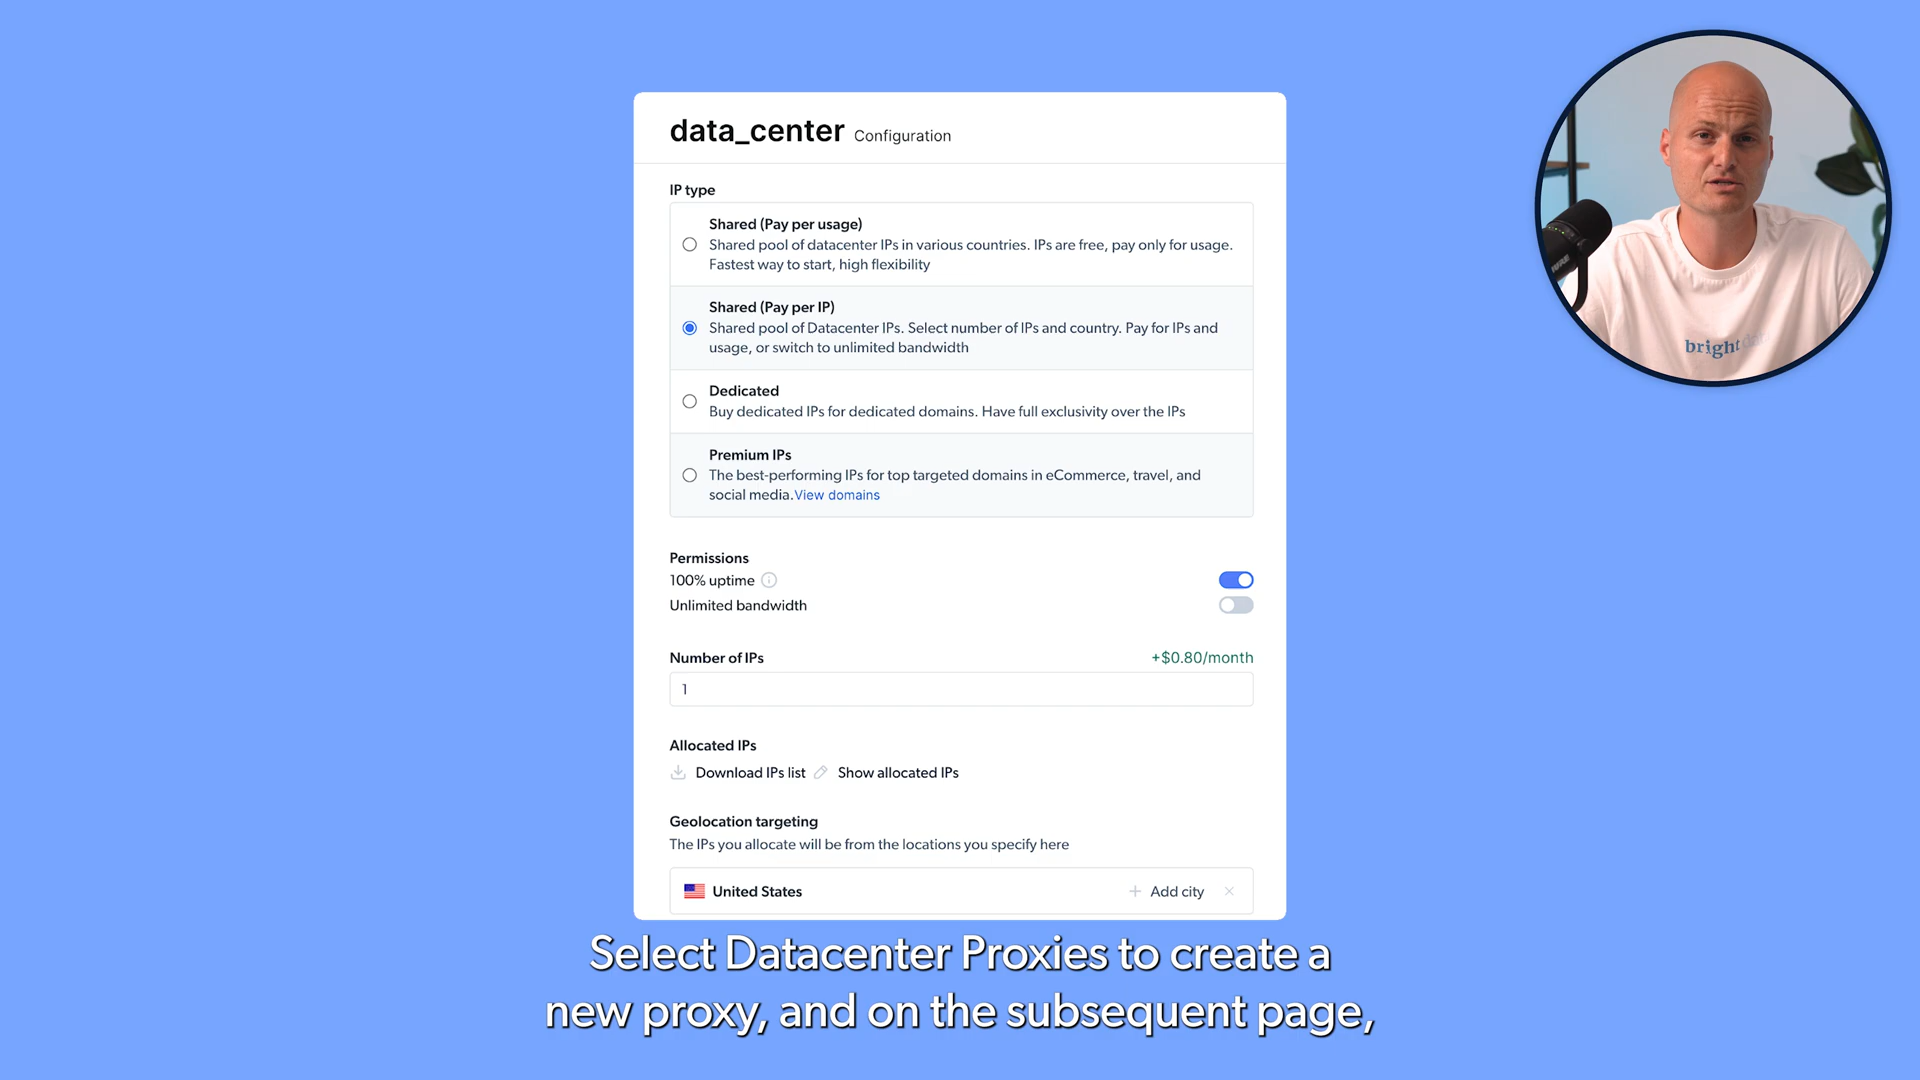 data_center Configuration
IP type
Shared (Pay per usage)
Shared pool of datacenter IPs in various countries. IPs are free, pay only for usage.
Fastest way to start, high flexibility
Shared (Pay per IP)
Shared pool of Datacenter IPs. Select number of IPs and country. Pay for IPs and
usage, or switch to unlimited bandwidth
Dedicated
Buy dedicated IPs for dedicated domains. Have full exclusivity over the IPs
Premium IPs
The best-performing IPs for top targeted domains in eCommerce, travel, and
social media.View domains
Permissions
100% uptime
Unlimited bandwidth
Number of IPs +$0.80/month
1
Allocated IPs
Download IPs list Show allocated IPs
Geolocation targeting
The IPs you allocate will be from the locations you specify here
United States + Add city
Select Datacenter Proxies to create a
new proxy, and on the subsequent page,
bright